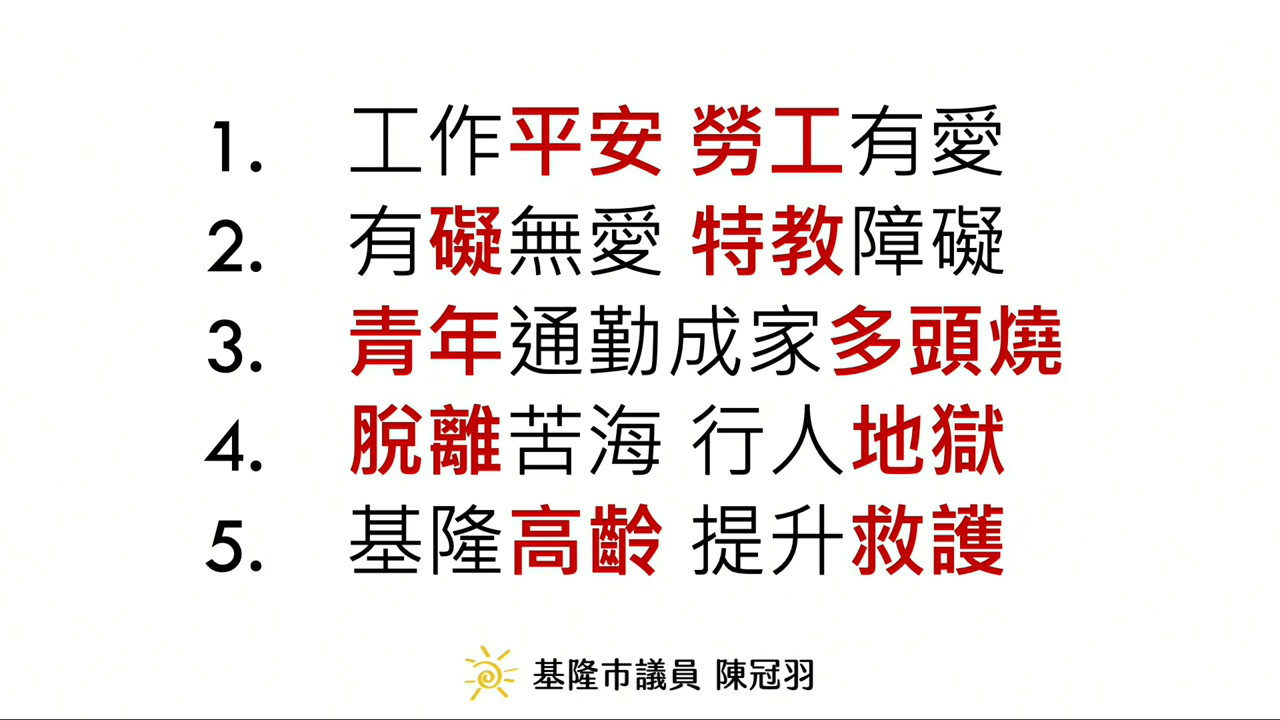 1. 工作平安 勞工有愛
2. 有礙無愛 特教障礙
3. 青年通勤成家多頭燒
4. 脫離苦海 行人地獄
5. 基隆高齡 提升救護
基隆市議員 陳冠羽